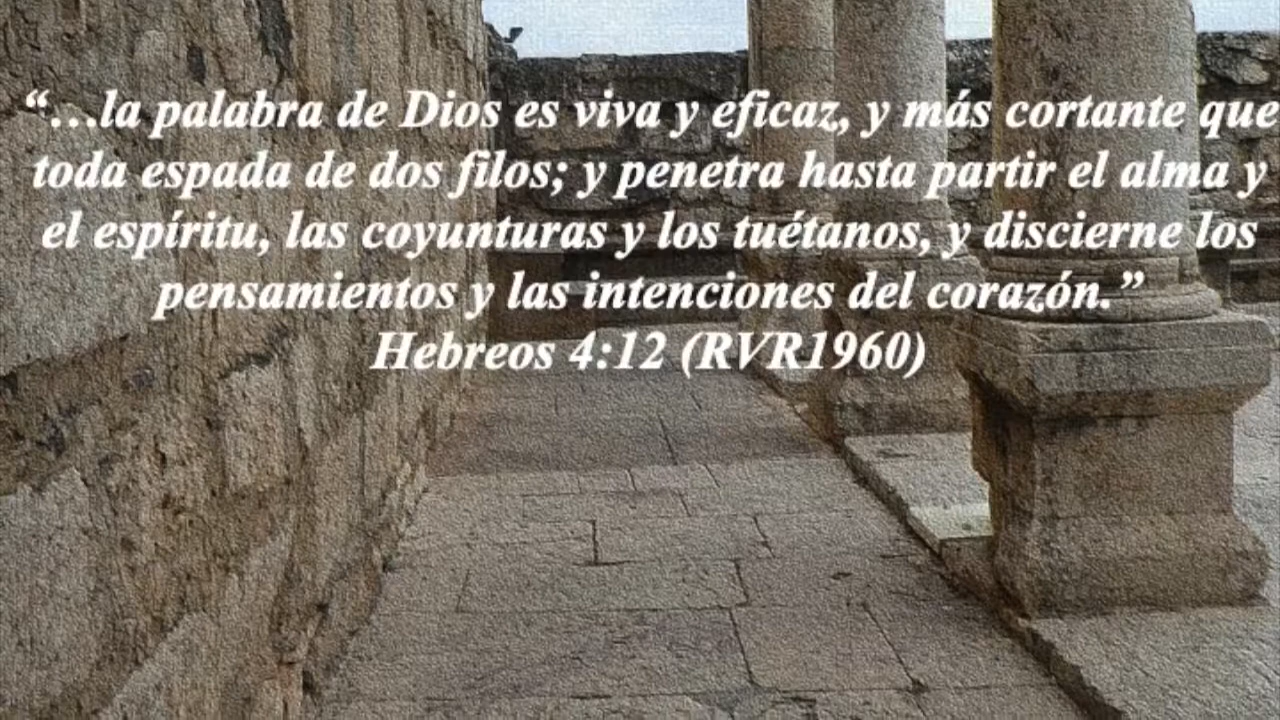 “…la palabra de Dios es viva y eficaz, y más cortante que
toda espada de dos filos; y penetra hasta partir el alma y
el espíritu, las coyunturas y los tuétanos, y discierne los
pensamientos y las intenciones del corazón.”
Hebreos 4:12 (RVR1960)